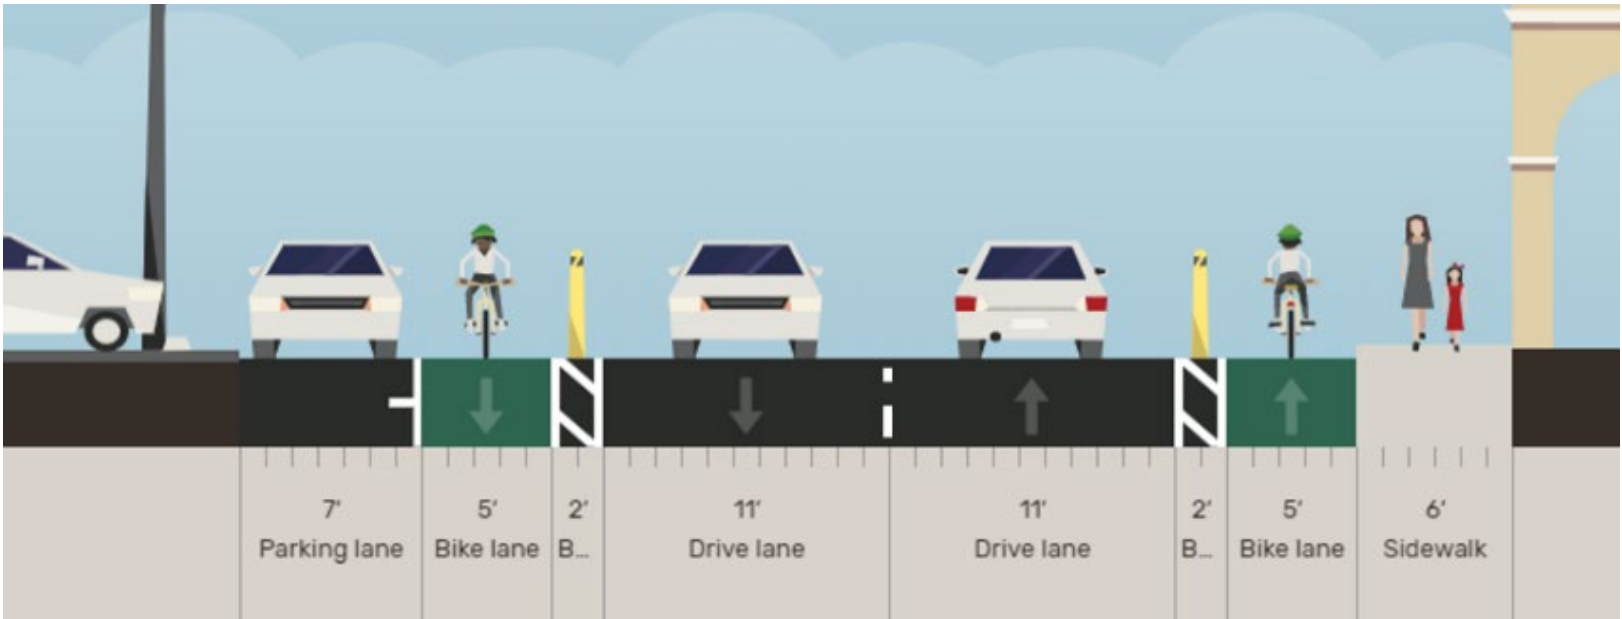 7' 5' 2' 11' 11' 2' 5' 6'
Parking lane Bike lane B... Drive lane Drive lane B... Bike lane Sidewalk